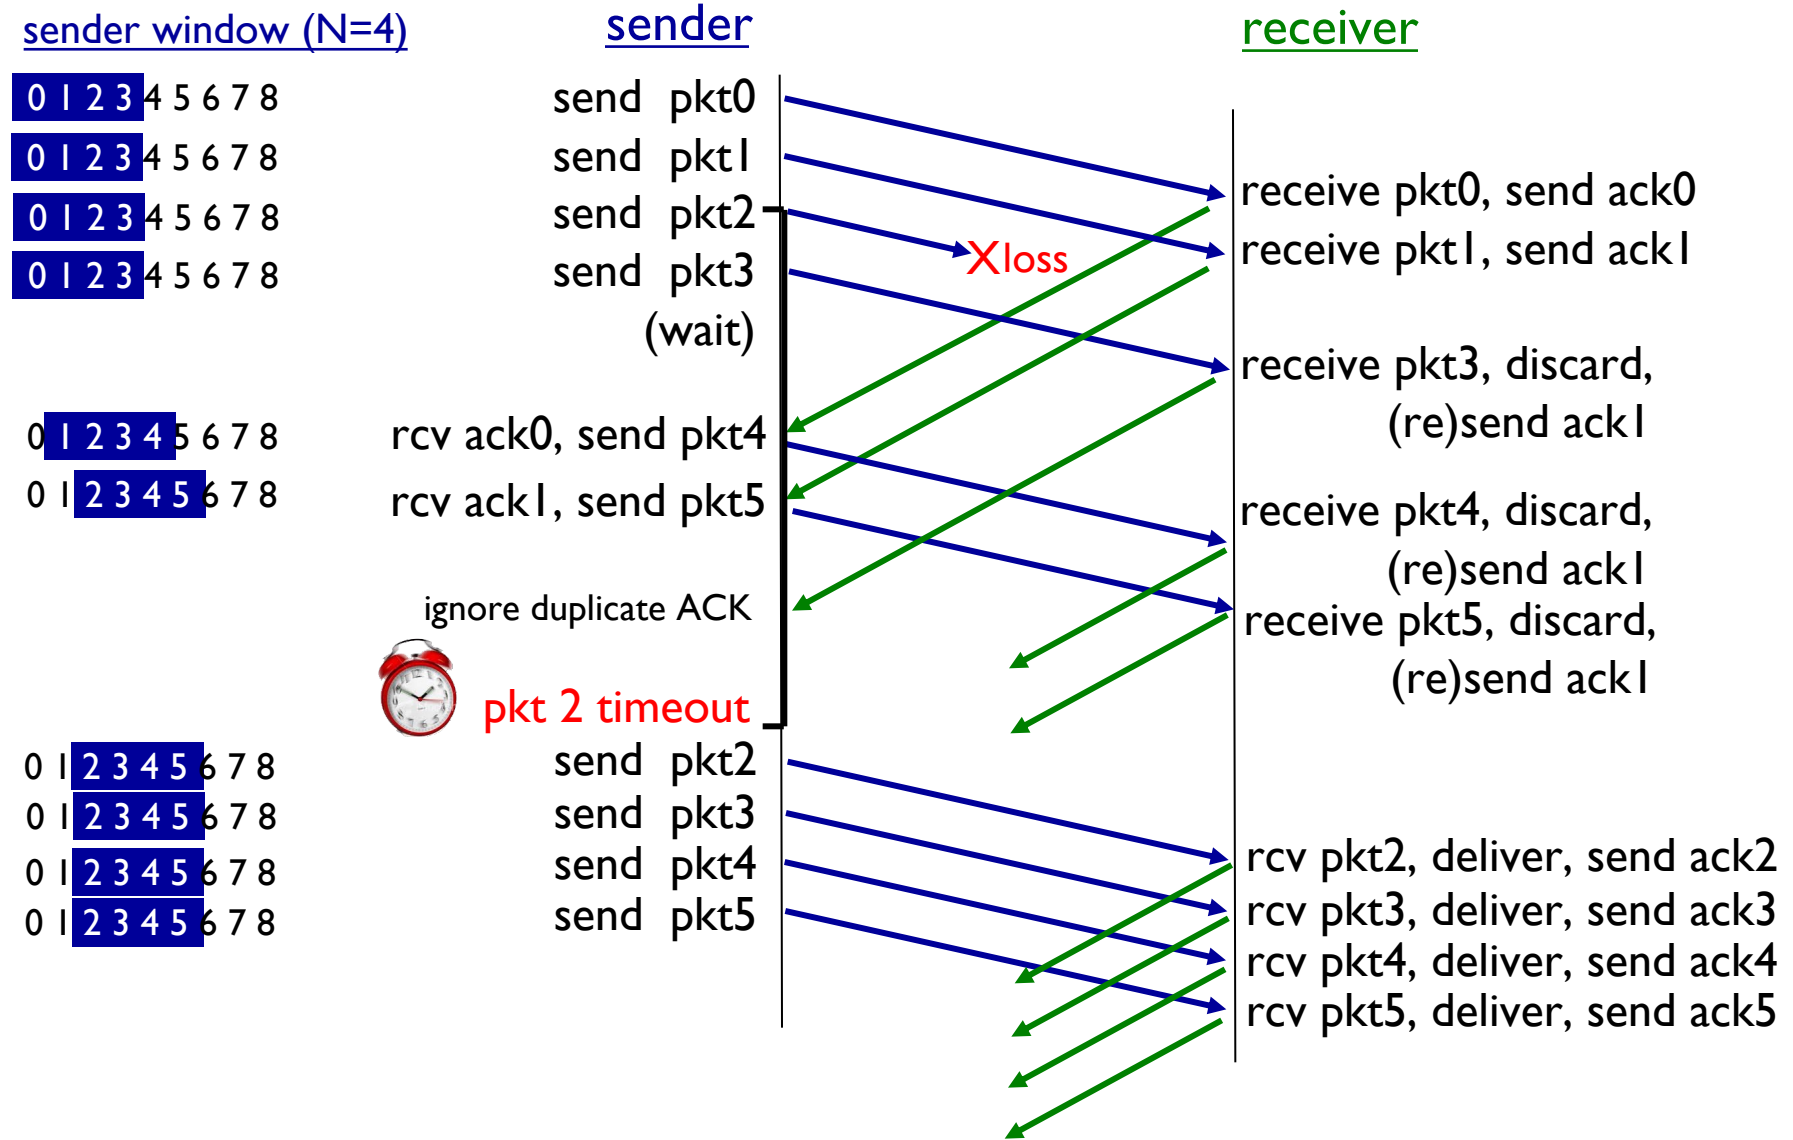 sender window (N=4) sender receiver
0 1 2 3 4 5 6 7 8 send pkt0
0 1 2 3 4 5 6 7 8 send pkt1
receive pkt0, send ack0
0 1 2 3 4 5 6 7 8 send pkt2
receive pkt1, send ack1
X loss
0 1 2 3 4 5 6 7 8 send pkt3
(wait)
receive pkt3, discard,
(re)send ack1
0 1 2 3 4 5 6 7 8 rcv ack0, send pkt4
0 1 2 3 4 5 6 7 8 rcv ack1, send pkt5
receive pkt4, discard,
(re)send ack1
ignore duplicate ACK
receive pkt5, discard,
(re)send ack1
pkt 2 timeout
0 1 2 3 4 5 6 7 8 send pkt2
0 1 2 3 4 5 6 7 8 send pkt3
0 1 2 3 4 5 6 7 8 send pkt4
0 1 2 3 4 5 6 7 8 send pkt5
rcv pkt2, deliver, send ack2
rcv pkt3, deliver, send ack3
rcv pkt4, deliver, send ack4
rcv pkt5, deliver, send ack5